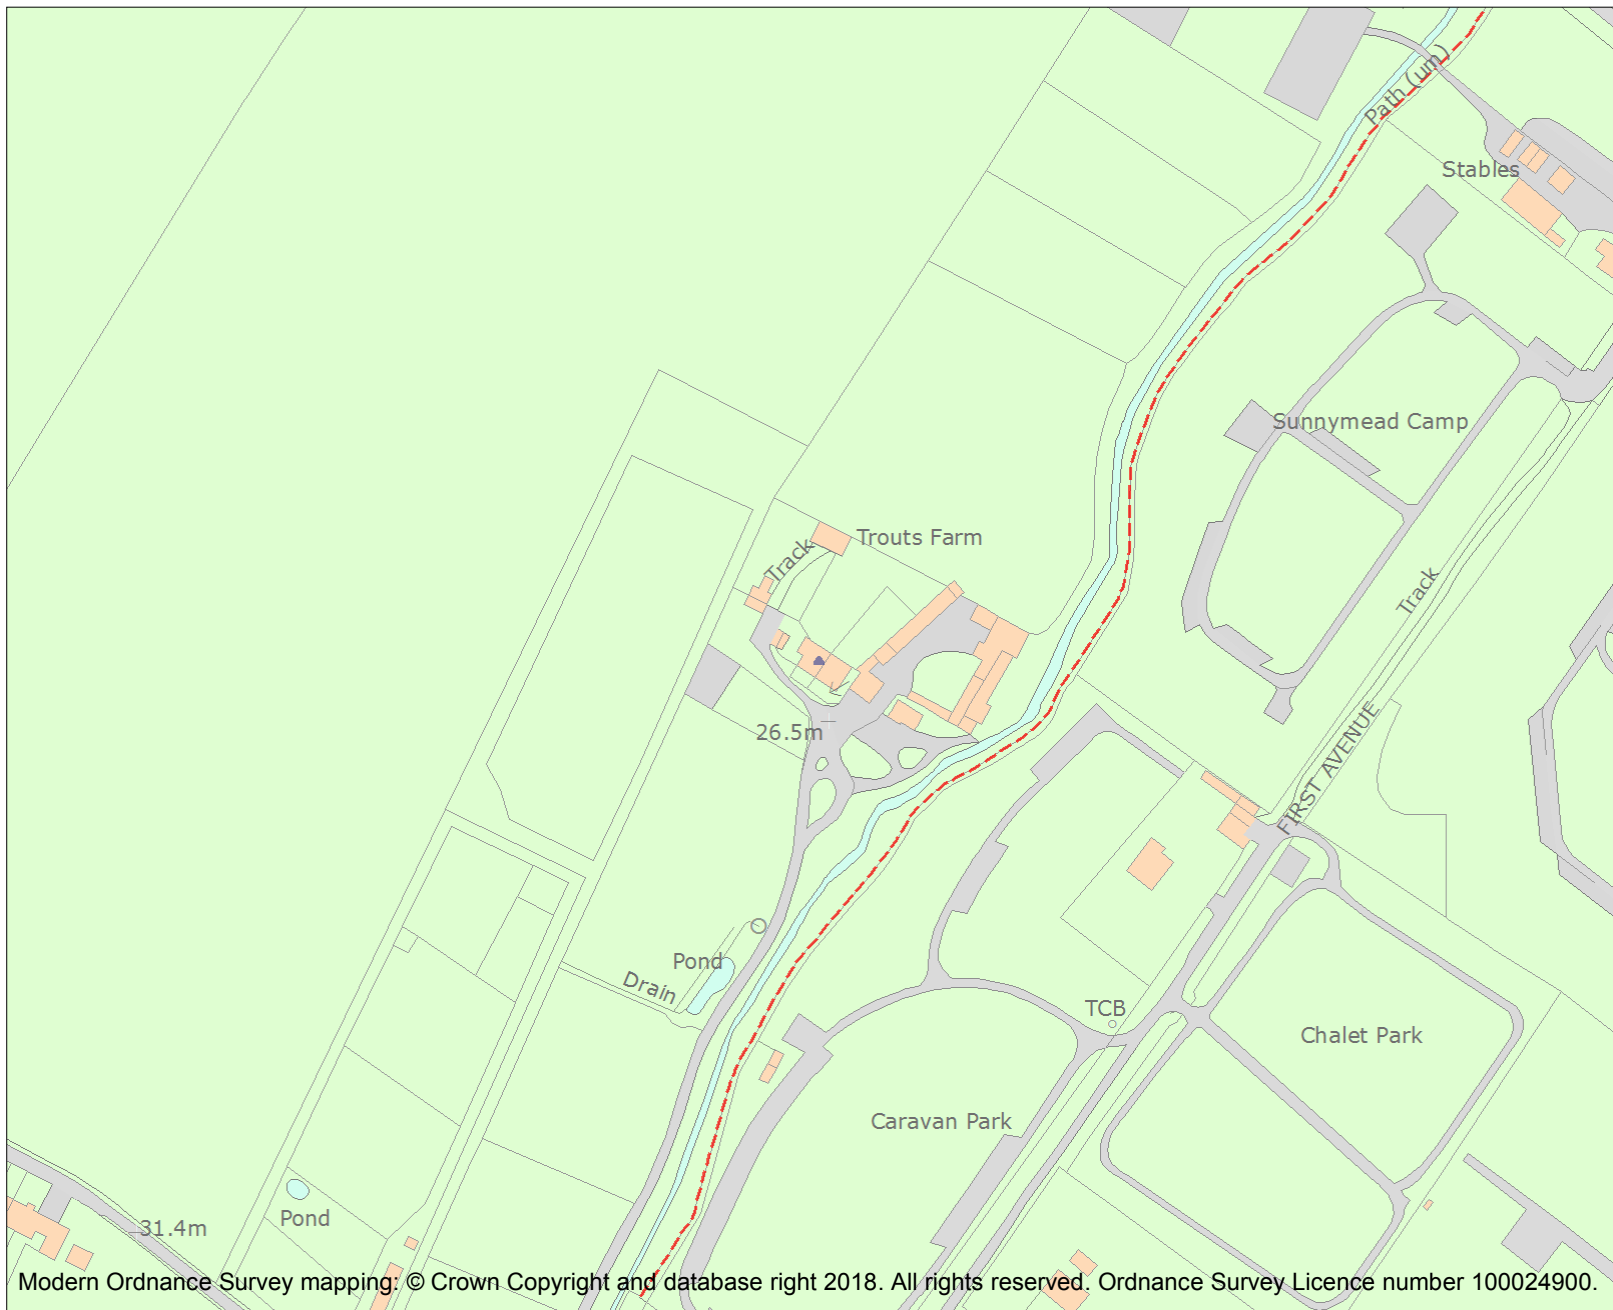 Path (um)
Stables
Sunnymead Camp
Trouts Farm
Track
Track
26.5m
FIRST AVENUE
Pond
Drain
TCB
Chalet Park
Caravan Park
Pond
31.4m
Modern Ordnance Survey mapping: © Crown Copyright and database right 2018. All rights reserved. Ordnance Survey Licence number 100024900.